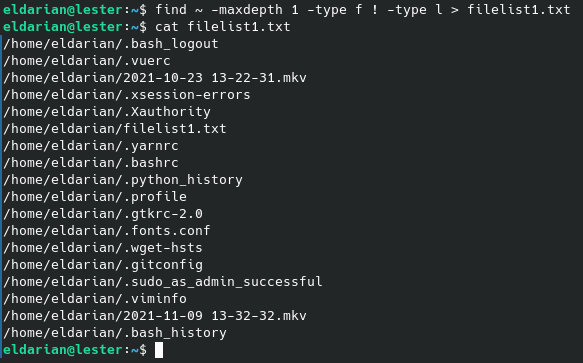 eldarian@lester:~$ find ~ -maxdepth 1 -type f ! -type l > filelist1.txt
eldarian@lester:~$ cat filelist1.txt
/home/eldarian/.bash_logout
/home/eldarian/.vuerc
/home/eldarian/2021-10-23 13-22-31.mkv
/home/eldarian/.xsession-errors
/home/eldarian/.Xauthority
/home/eldarian/filelist1.txt
/home/eldarian/.yarnrc
/home/eldarian/.bashrc
/home/eldarian/.python_history
/home/eldarian/.profile
/home/eldarian/.gtkrc-2.0
/home/eldarian/.fonts.conf
/home/eldarian/.wget-hsts
/home/eldarian/.gitconfig
/home/eldarian/.sudo_as_admin_successful
/home/eldarian/.viminfo
/home/eldarian/2021-11-09 13-32-32.mkv
/home/eldarian/.bash_history
eldarian@lester:~$